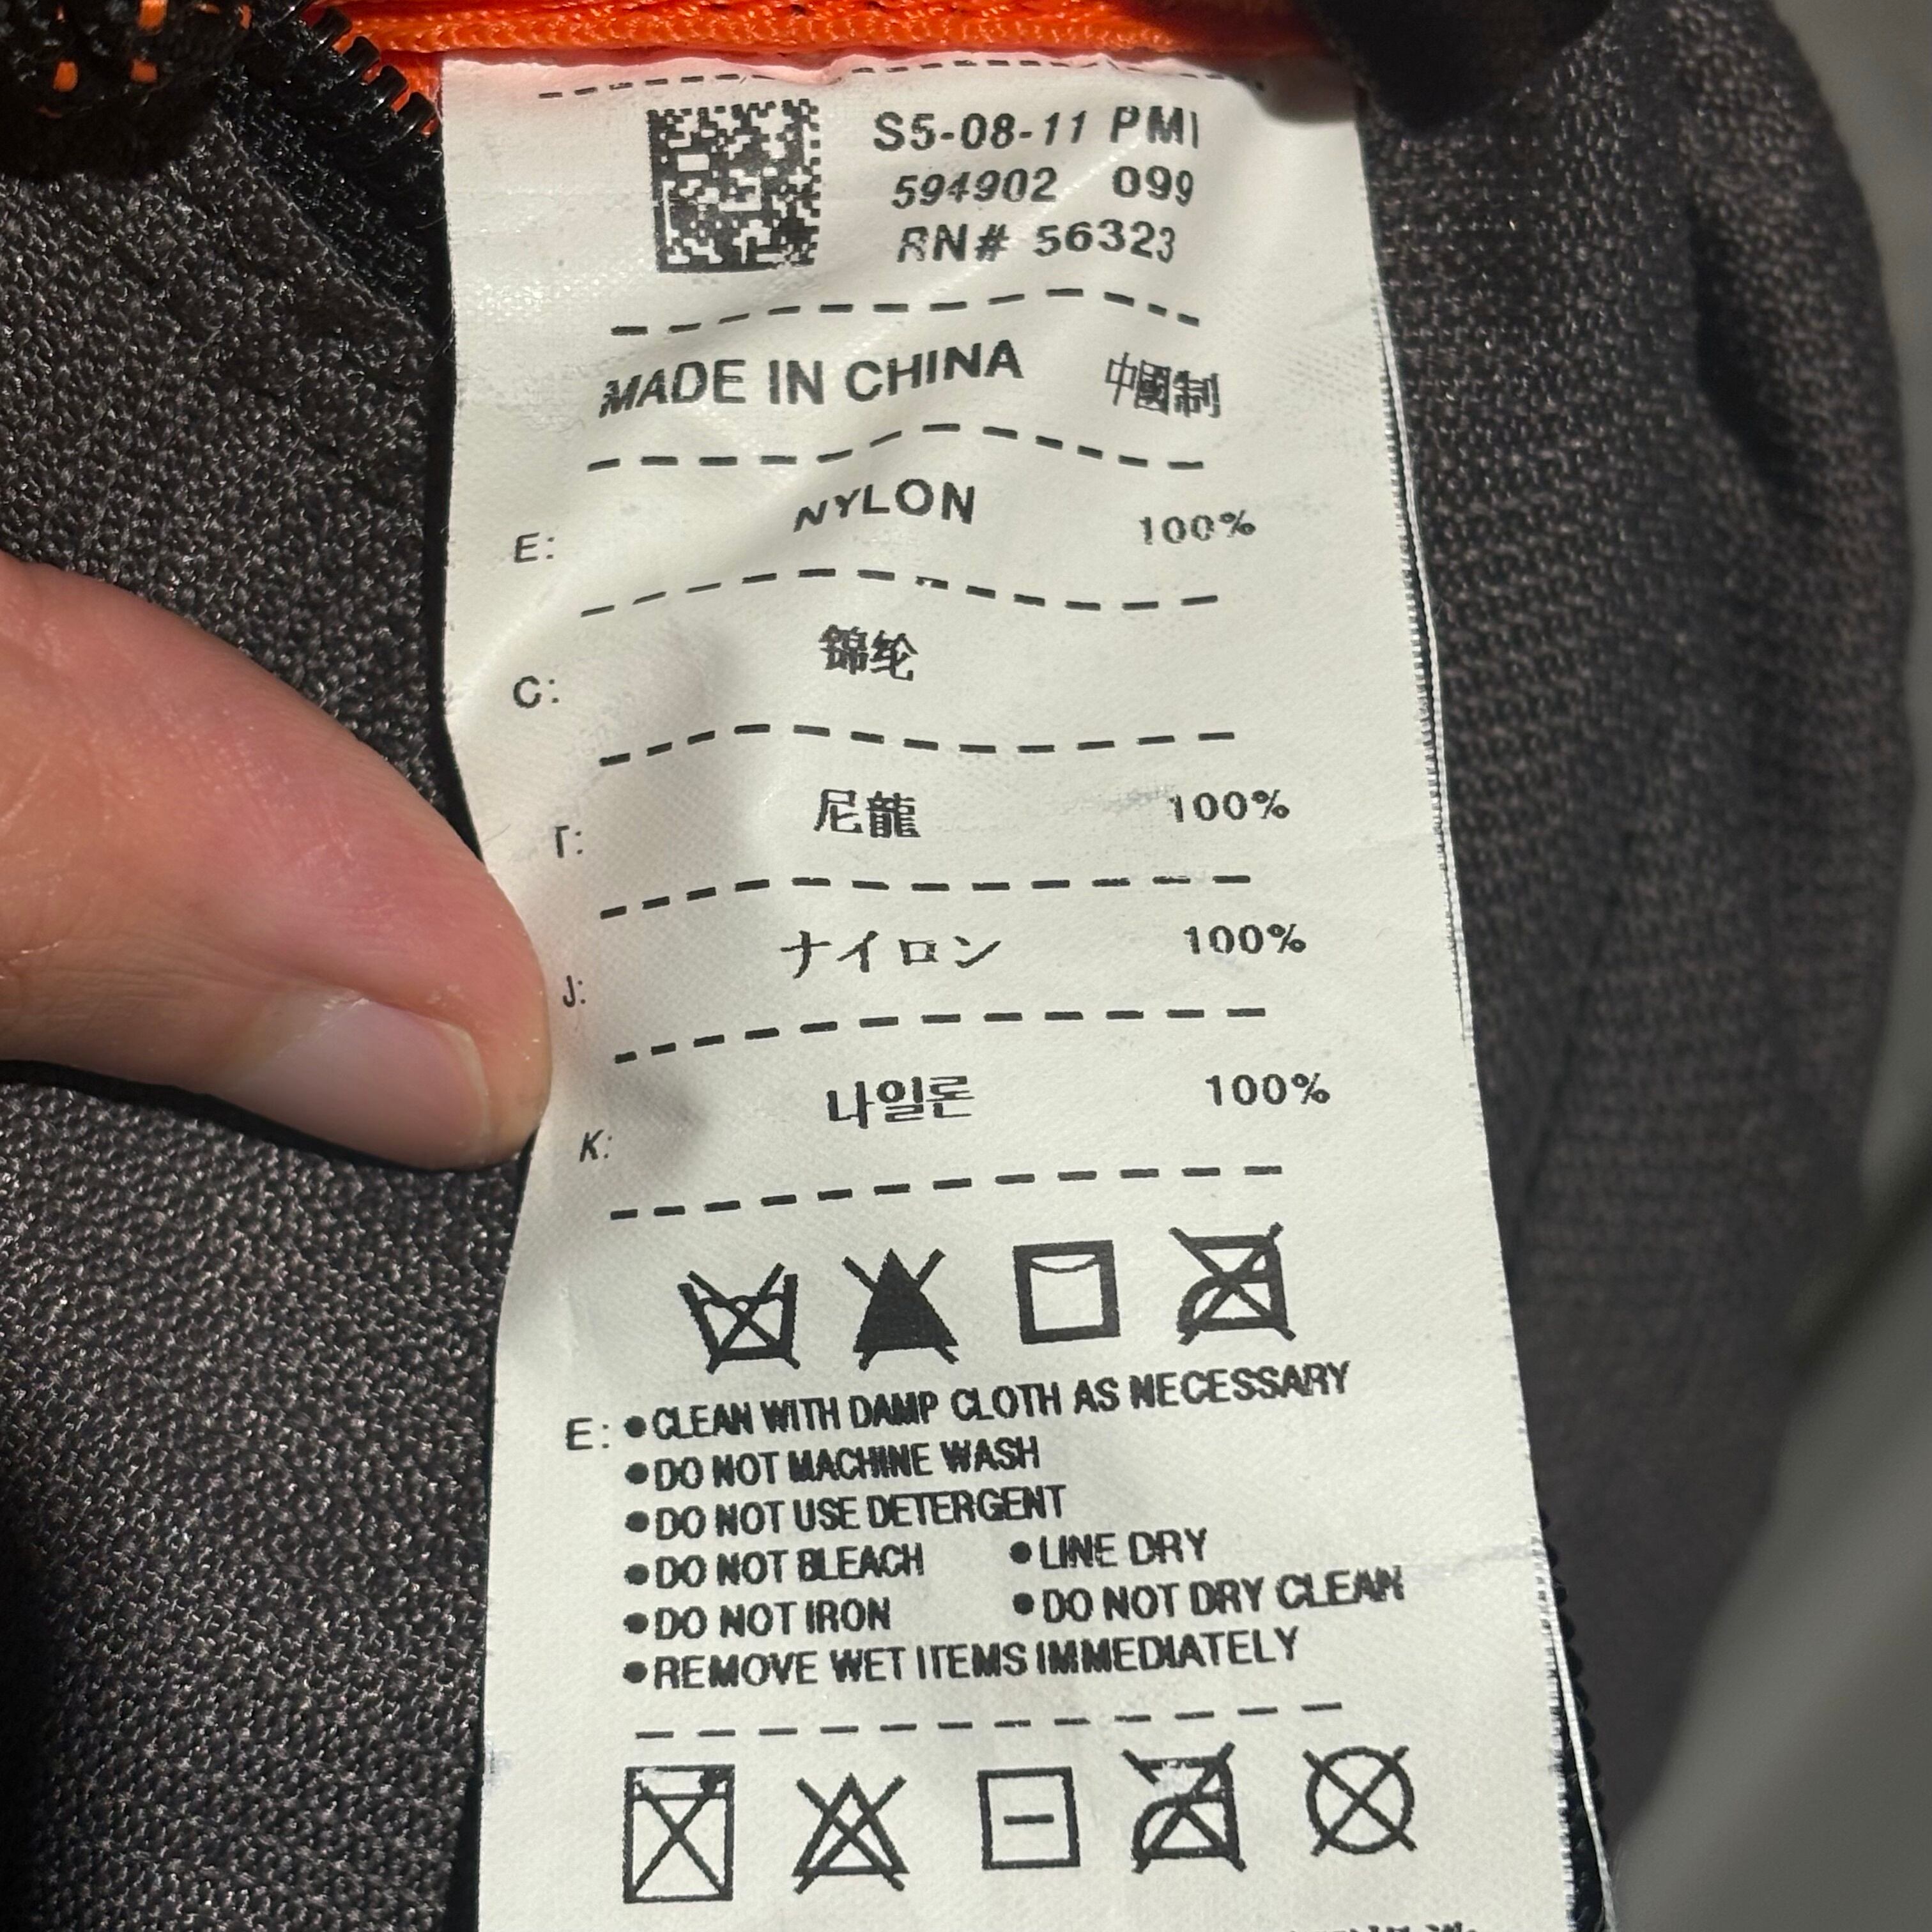 S5-08-11 PM1
594902 099
RN# 56323
MADE IN CHINA 中國制
E: NYLON 100%
C: 锦纶
T: 尼龍 100%
J: ナイロン 100%
K: 나일론 100%
E: •CLEAN WITH DAMP CLOTH AS NECESSARY
•DO NOT MACHINE WASH
•DO NOT USE DETERGENT
•DO NOT BLEACH •LINE DRY
•DO NOT IRON •DO NOT DRY CLEAN
•REMOVE WET ITEMS IMMEDIATELY